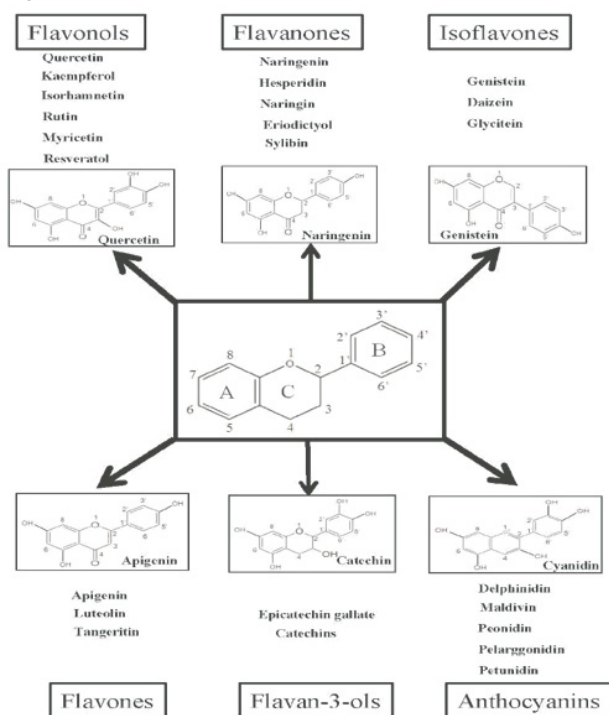 Flavonols
Flavanones
Isoflavones
Quercetin
Kaempferol
Isorhamnetin
Rutin
Myricetin
Resveratol
Naringenin
Hesperidin
Naringin
Eriodictyol
Sylibin
Genistein
Daizein
Glycitein
Quercetin
Naringenin
Genistein
A
C
B
1
2
3
4
5
6
7
8
1'
2'
3'
4'
5'
6'
Apigenin
Catechin
Cyanidin
Apigenin
Luteolin
Tangeritin
Epicatechin gallate
Catechins
Delphinidin
Maldivin
Peonidin
Pelarggonidin
Petunidin
Flavones
Flavan-3-ols
Anthocyanins